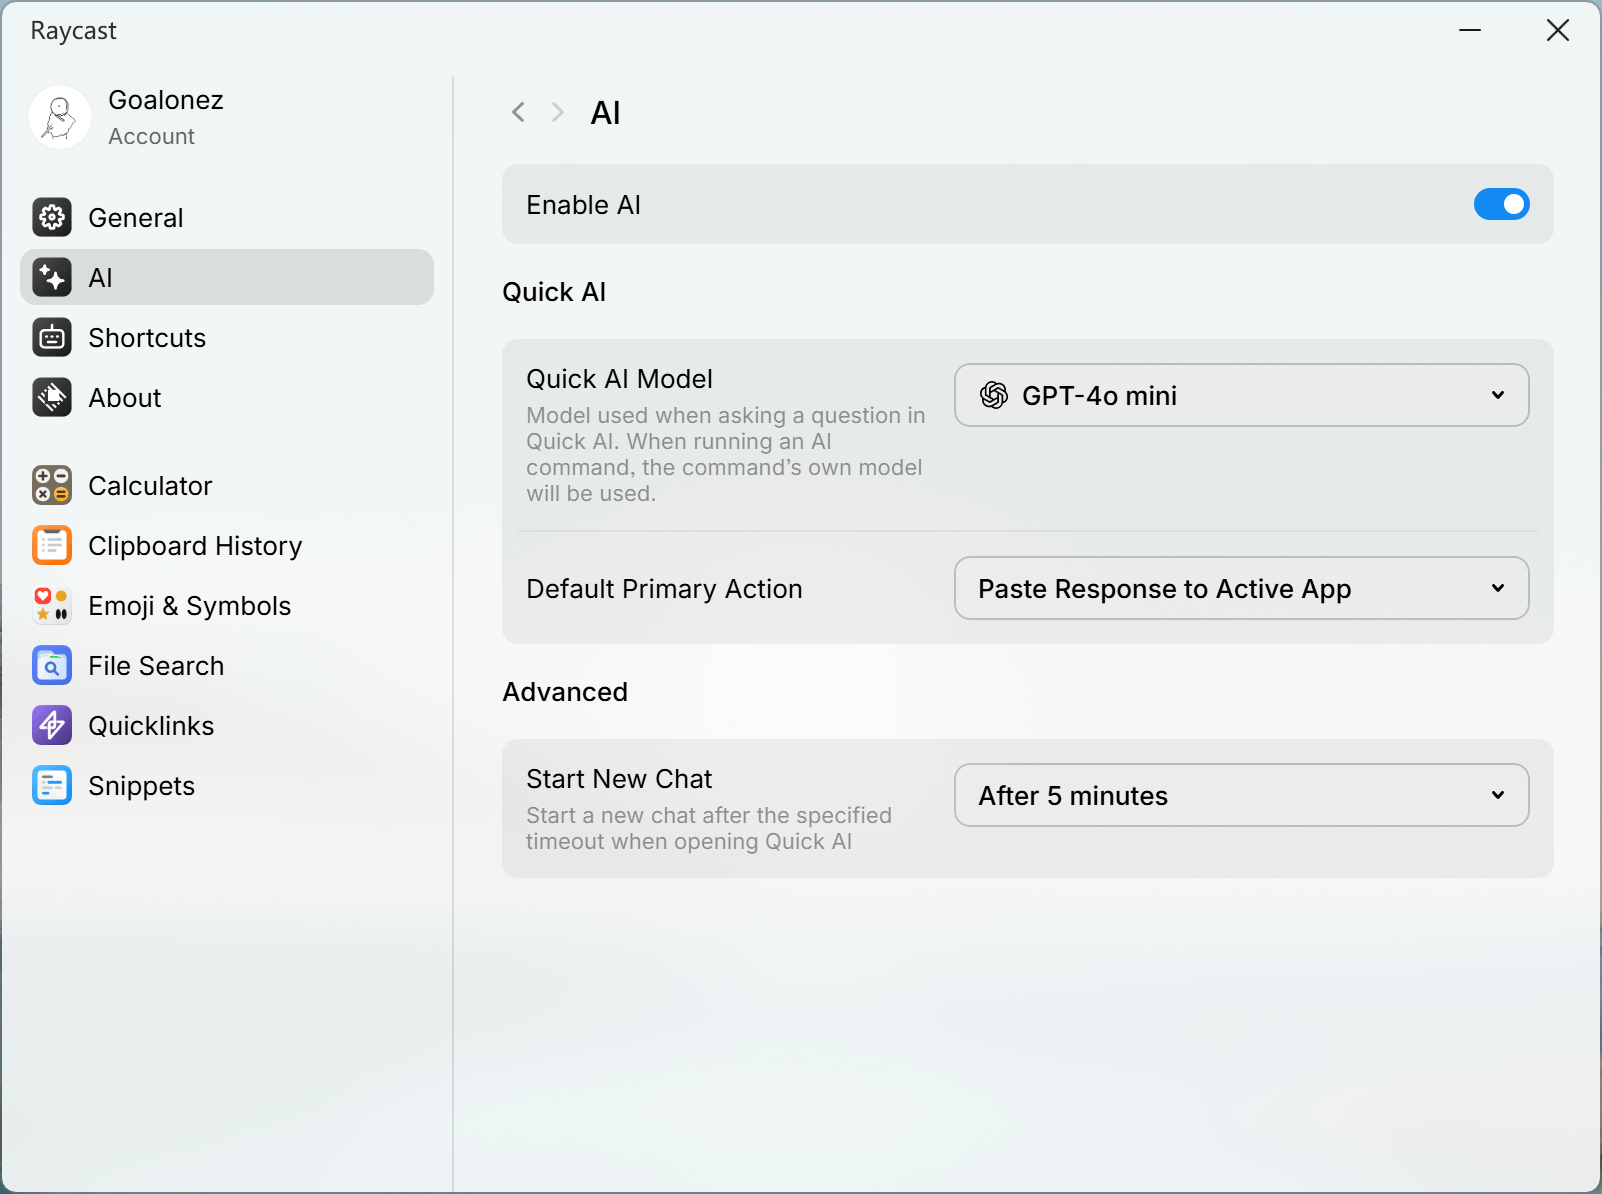 Raycast
Goalonez
Account
General
AI
Shortcuts
About
Calculator
Clipboard History
Emoji & Symbols
File Search
Quicklinks
Snippets
AI
Enable AI
Quick AI
Quick AI Model
Model used when asking a question in
Quick AI. When running an AI
command, the command’s own model
will be used.
GPT-4o mini
Default Primary Action
Paste Response to Active App
Advanced
Start New Chat
Start a new chat after the specified
timeout when opening Quick AI
After 5 minutes